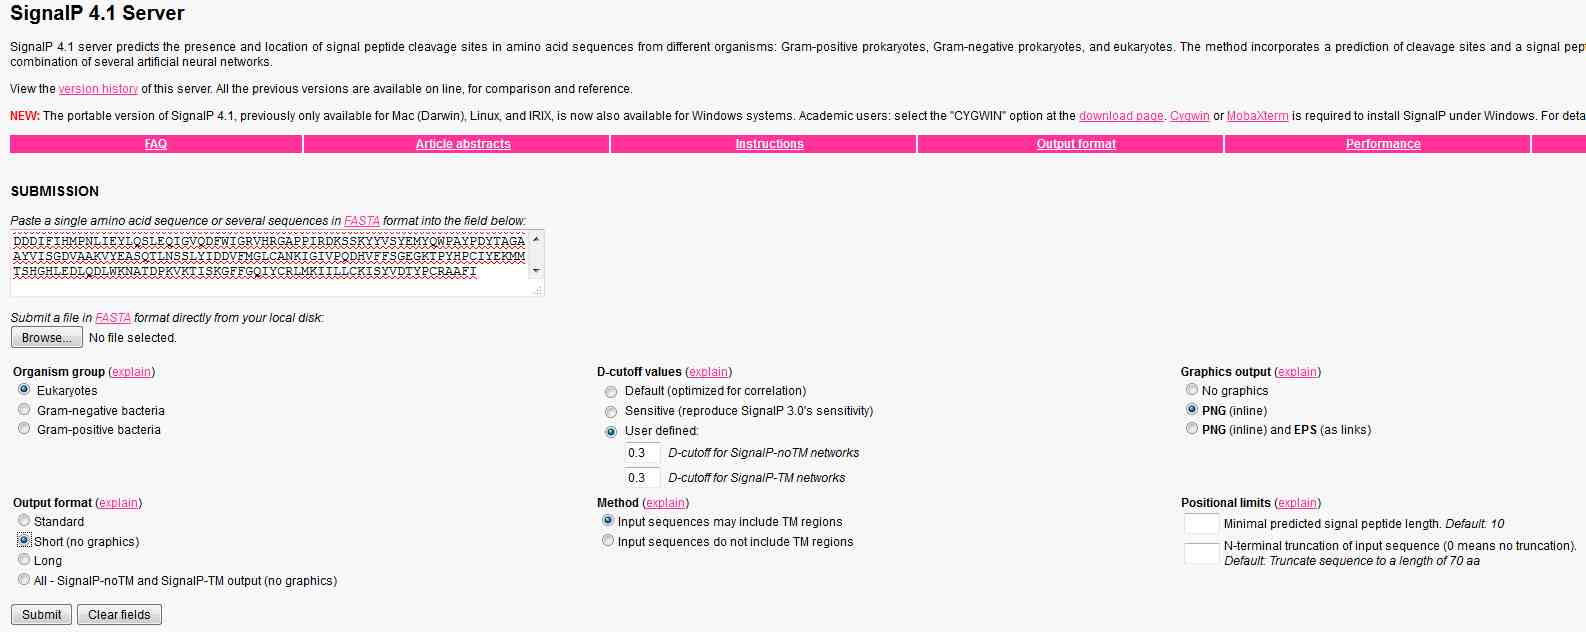 SignalP 4.1 Server
SignalP 4.1 server predicts the presence and location of signal peptide cleavage sites in amino acid sequences from different organisms: Gram-positive prokaryotes, Gram-negative prokaryotes, and eukaryotes. The method incorporates a prediction of cleavage sites and a signal pept
combination of several artificial neural networks.
View the version history of this server. All the previous versions are available on line, for comparison and reference.
NEW: The portable version of SignalP 4.1, previously only available for Mac (Darwin), Linux, and IRIX, is now also available for Windows systems. Academic users: select the "CYGWIN" option at the download page. Cygwin or MobaXterm is required to install SignalP under Windows. For deta
FAQ Article abstracts Instructions Output format Performance
SUBMISSION
Paste a single amino acid sequence or several sequences in FASTA format into the field below:
DDDIFIHMPNLIEYLQSLEQIGVQDFWIGRVHRGAPPIRDKSSKYYVSYEMYQWPAYPDYTAGA
AYVISGDVAAKVYEASQTLNSSLYIDDVFMGLCANKIGIVPQDHVFFSGEGKTPYHPCIYEKMM
TSHGHLEDLQDLWKNATDPKVKTISKGFFGQIYCRLMKIILLCKISYVDTYPCRAAFI
Submit a file in FASTA format directly from your local disk:
Browse... No file selected.
Organism group (explain) D-cutoff values (explain) Graphics output (explain)
Eukaryotes Default (optimized for correlation) No graphics
Gram-negative bacteria Sensitive (reproduce SignalP 3.0's sensitivity) PNG (inline)
Gram-positive bacteria User defined: PNG (inline) and EPS (as links)
0.3 D-cutoff for SignalP-noTM networks
0.3 D-cutoff for SignalP-TM networks
Output format (explain) Method (explain) Positional limits (explain)
Standard Input sequences may include TM regions Minimal predicted signal peptide length. Default: 10
Short (no graphics) Input sequences do not include TM regions N-terminal truncation of input sequence (0 means no truncation).
Long Default: Truncate sequence to a length of 70 aa
All - SignalP-noTM and SignalP-TM output (no graphics)
Submit Clear fields